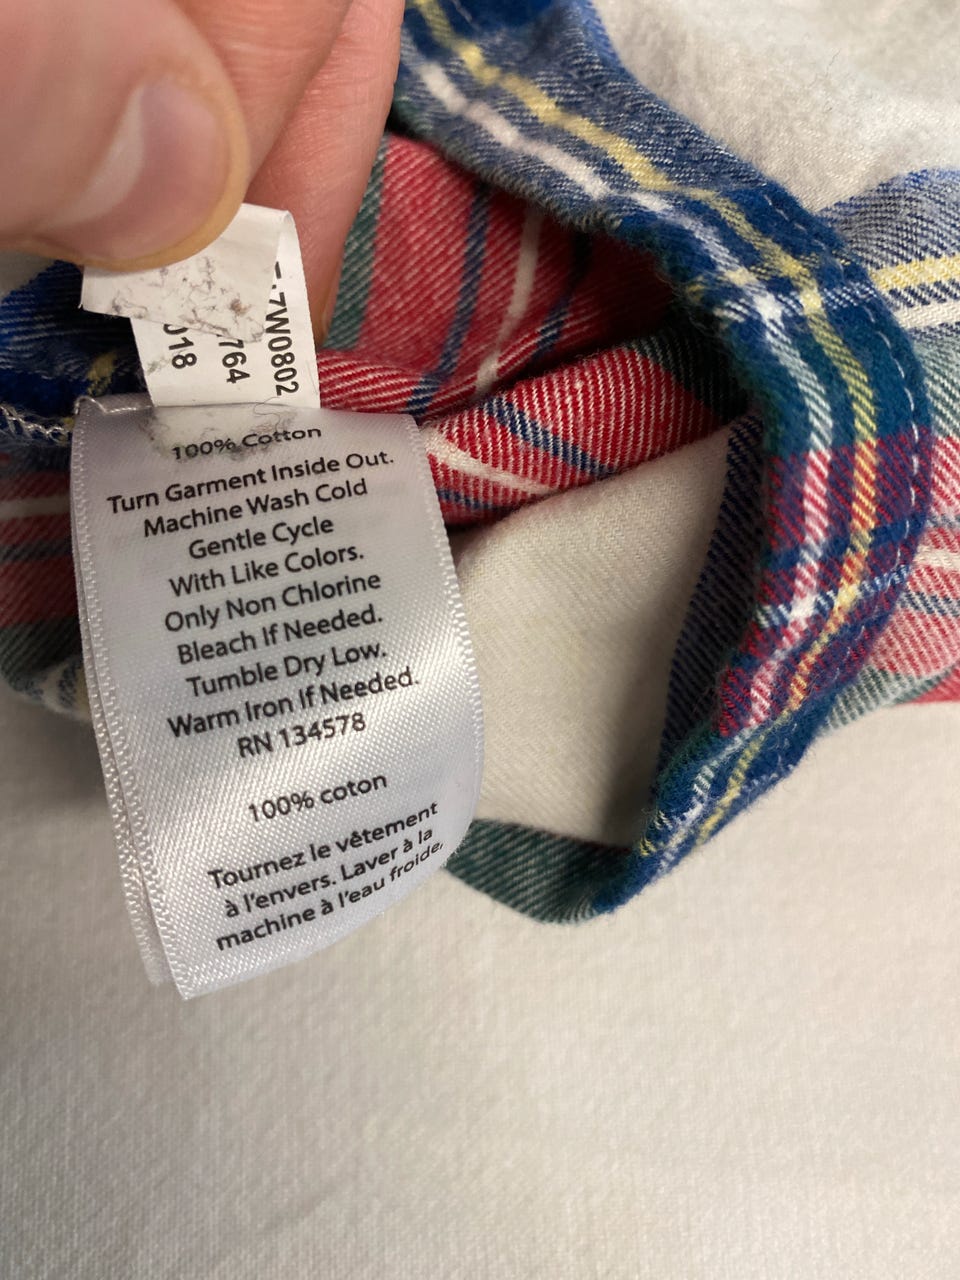 7W0802
764
018
100% Cotton
Turn Garment Inside Out.
Machine Wash Cold
Gentle Cycle
With Like Colors.
Only Non Chlorine
Bleach If Needed.
Tumble Dry Low.
Warm Iron If Needed.
RN 134578
100% coton
Tournez le vêtement
à l'envers. Laver à la
machine à l'eau froide,